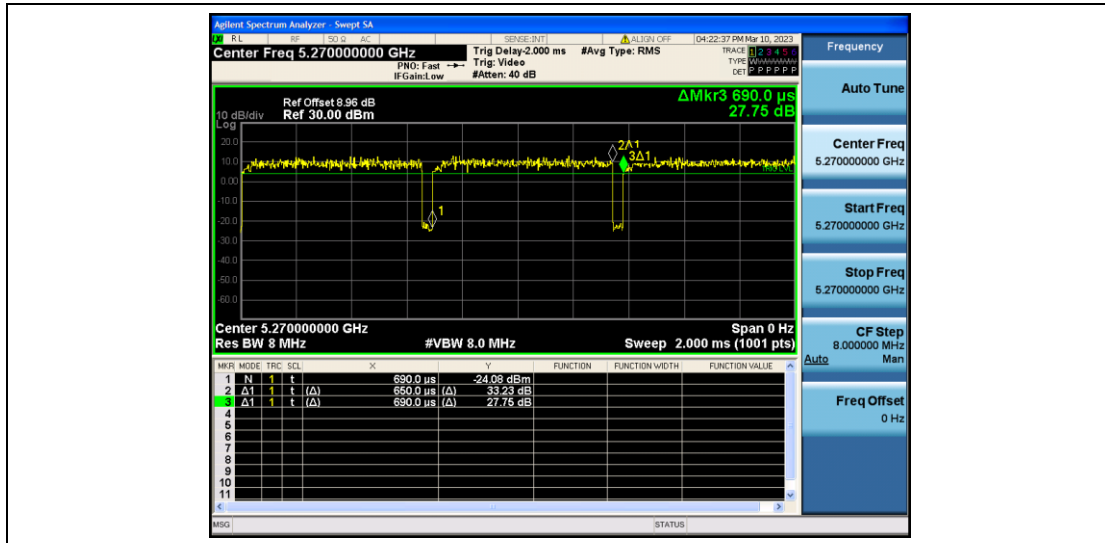 Agilent Spectrum Analyzer - Swept SA
RL RF 50 Ω AC SENSE:INT ALIGN OFF 04:22:37 PM Mar 10, 2023
Center Freq 5.270000000 GHz
PNO: Fast
IFGain:Low
Trig Delay-2.000 ms
Trig: Video
#Atten: 40 dB
#Avg Type: RMS
TRACE 1 2 3 4 5 6
TYPE
DET P P P P P P
ΔMkr3 690.0 µs
27.75 dB
Ref Offset 8.96 dB
10 dB/div Ref 30.00 dBm
Log
20.0
10.0
0.00
-10.0
-20.0
-30.0
-40.0
-50.0
-60.0
2Δ1
3Δ1
1
Center 5.270000000 GHz Span 0 Hz
Res BW 8 MHz #VBW 8.0 MHz Sweep 2.000 ms (1001 pts)
MKR MODE TRC SCL X Y FUNCTION FUNCTION WIDTH FUNCTION VALUE
1 N 1 t 690.0 µs -24.08 dBm
2 Δ1 1 t (Δ) 650.0 µs (Δ) 33.23 dB
3 Δ1 1 t (Δ) 690.0 µs (Δ) 27.75 dB
4
5
6
7
8
9
10
11
MSG STATUS
Frequency
Auto Tune
Center Freq
5.270000000 GHz
Start Freq
5.270000000 GHz
Stop Freq
5.270000000 GHz
CF Step
8.000000 MHz
Auto Man
Freq Offset
0 Hz